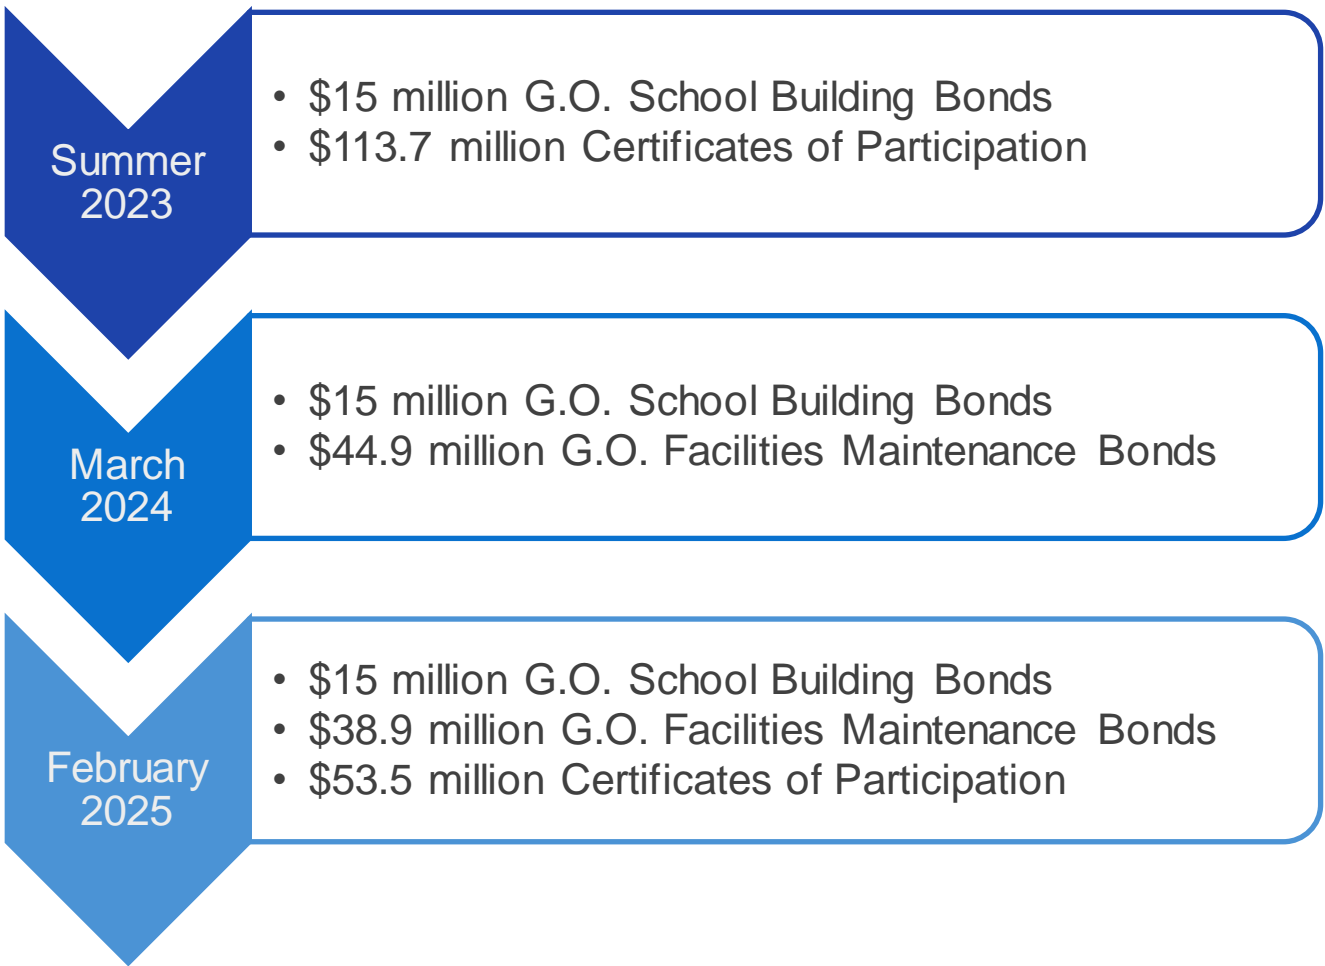 Summer
2023
• $15 million G.O. School Building Bonds
• $113.7 million Certificates of Participation
March
2024
• $15 million G.O. School Building Bonds
• $44.9 million G.O. Facilities Maintenance Bonds
February
2025
• $15 million G.O. School Building Bonds
• $38.9 million G.O. Facilities Maintenance Bonds
• $53.5 million Certificates of Participation